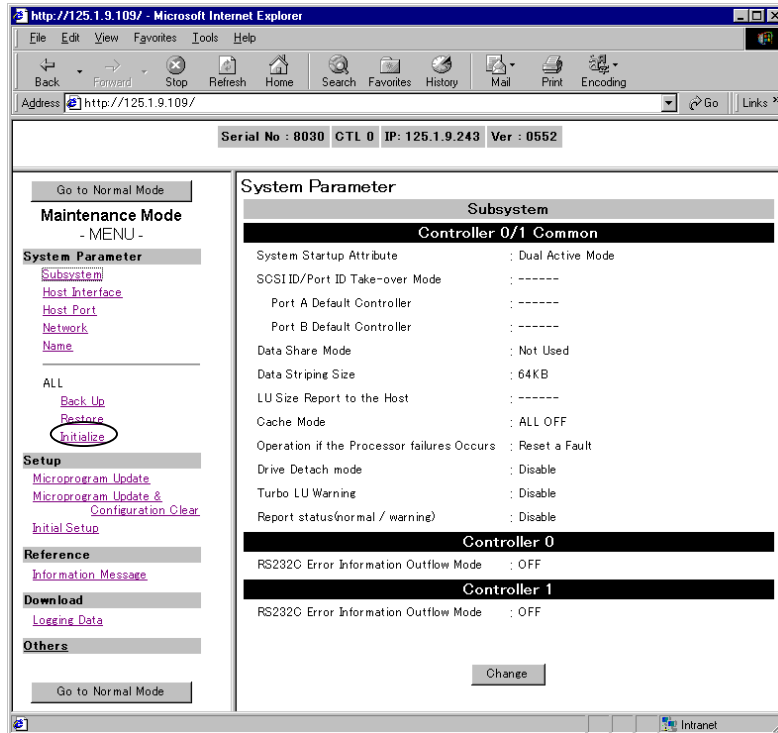 http://125.1.9.109/ - Microsoft Internet Explorer
File Edit View Favorites Tools Help
Back Forward Stop Refresh Home Search Favorites History Mail Print Encoding
Address http://125.1.9.109/ Go Links »
Serial No : 8030 CTL 0 IP: 125.1.9.243 Ver : 0552
Go to Normal Mode
Maintenance Mode
- MENU -
System Parameter
Subsystem
Host Interface
Host Port
Network
Name
ALL
Back Up
Restore
Initialize
Setup
Microprogram Update
Microprogram Update &
Configuration Clear
Initial Setup
Reference
Information Message
Download
Logging Data
Others
Go to Normal Mode
System Parameter
Subsystem
Controller 0/1 Common
System Startup Attribute : Dual Active Mode
SCSI ID/Port ID Take-over Mode : ------
Port A Default Controller : ------
Port B Default Controller : ------
Data Share Mode : Not Used
Data Striping Size : 64KB
LU Size Report to the Host : ------
Cache Mode : ALL OFF
Operation if the Processor failures Occurs : Reset a Fault
Drive Detach mode : Disable
Turbo LU Warning : Disable
Report status(normal / warning) : Disable
Controller 0
RS232C Error Information Outflow Mode : OFF
Controller 1
RS232C Error Information Outflow Mode : OFF
Change
Intranet